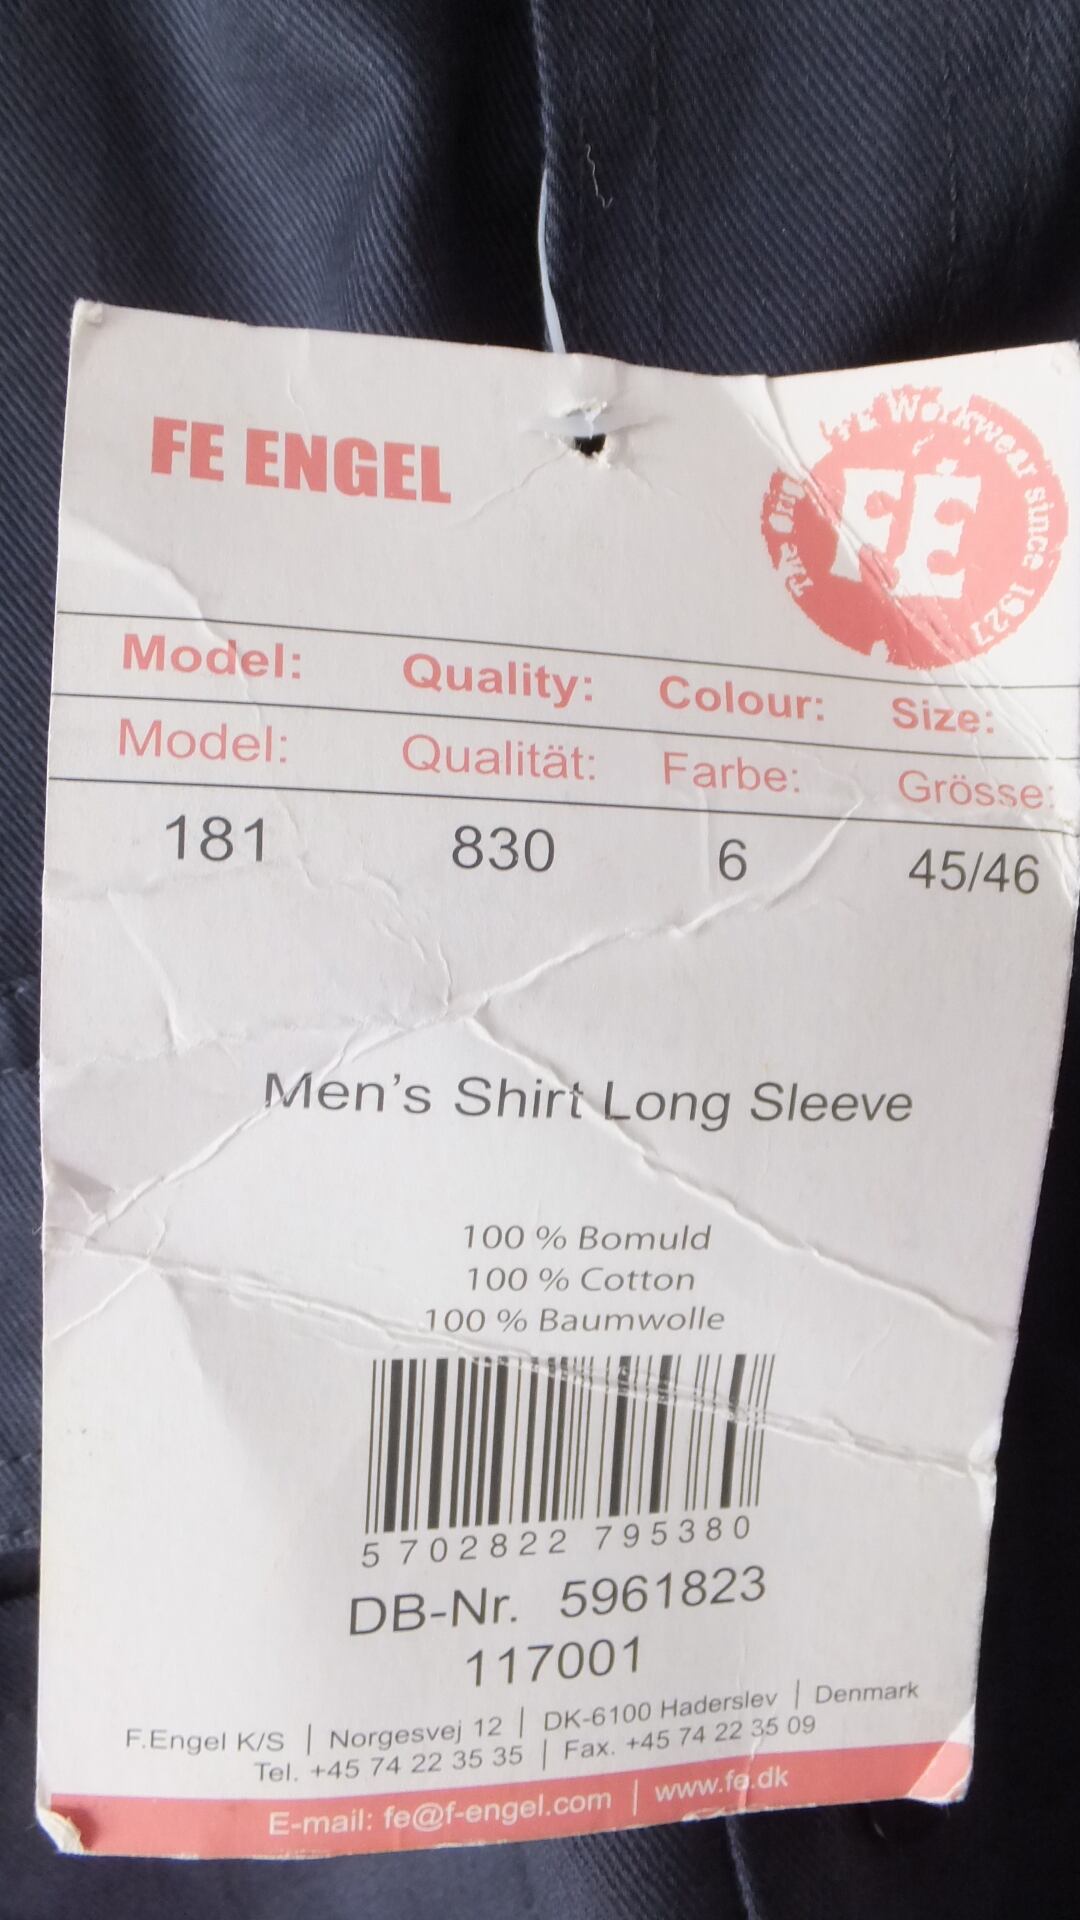 FE ENGEL
FE Workwear since 1927
FE
Model: Quality: Colour: Size:
Model: Qualität: Farbe: Grösse:
181 830 6 45/46
Men's Shirt Long Sleeve
100 % Bomuld
100 % Cotton
100 % Baumwolle
5 702822 795380
DB-Nr. 5961823
117001
F.Engel K/S | Norgesvej 12 | DK-6100 Haderslev | Denmark
Tel. +45 74 22 35 35 | Fax. +45 74 22 35 09
E-mail: fe@f-engel.com | www.fe.dk